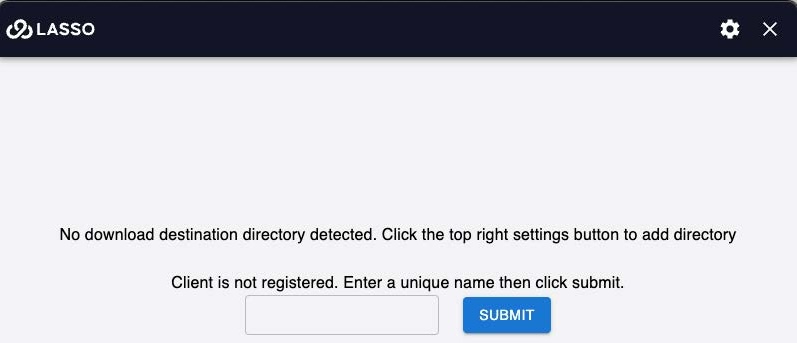 LASSO
No download destination directory detected. Click the top right settings button to add directory
Client is not registered. Enter a unique name then click submit.
SUBMIT